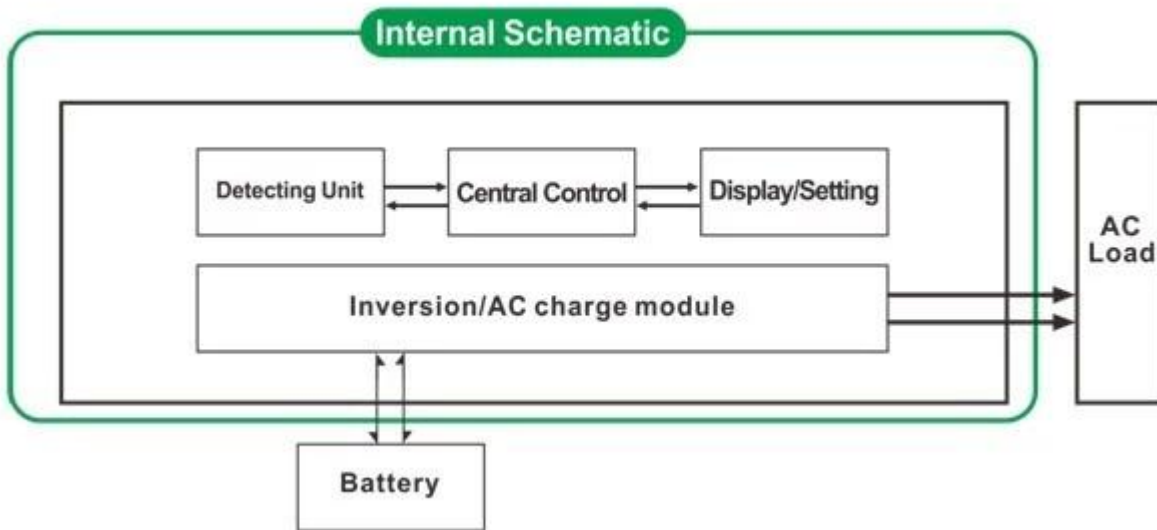 Internal Schematic
Detecting Unit
Central Control
Display/Setting
AC
Load
Inversion/AC charge module
Battery